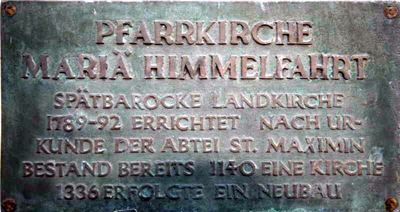 PFARRKIRCHE
MARIÄ HIMMELFAHRT
SPÄTBAROCKE LANDKIRCHE
1789-92 ERRICHTET NACH UR-
KUNDE DER ABTEI ST. MAXIMIN
BESTAND BEREITS 1140 EINE KIRCHE
1336 ERFOLGTE EIN NEUBAU